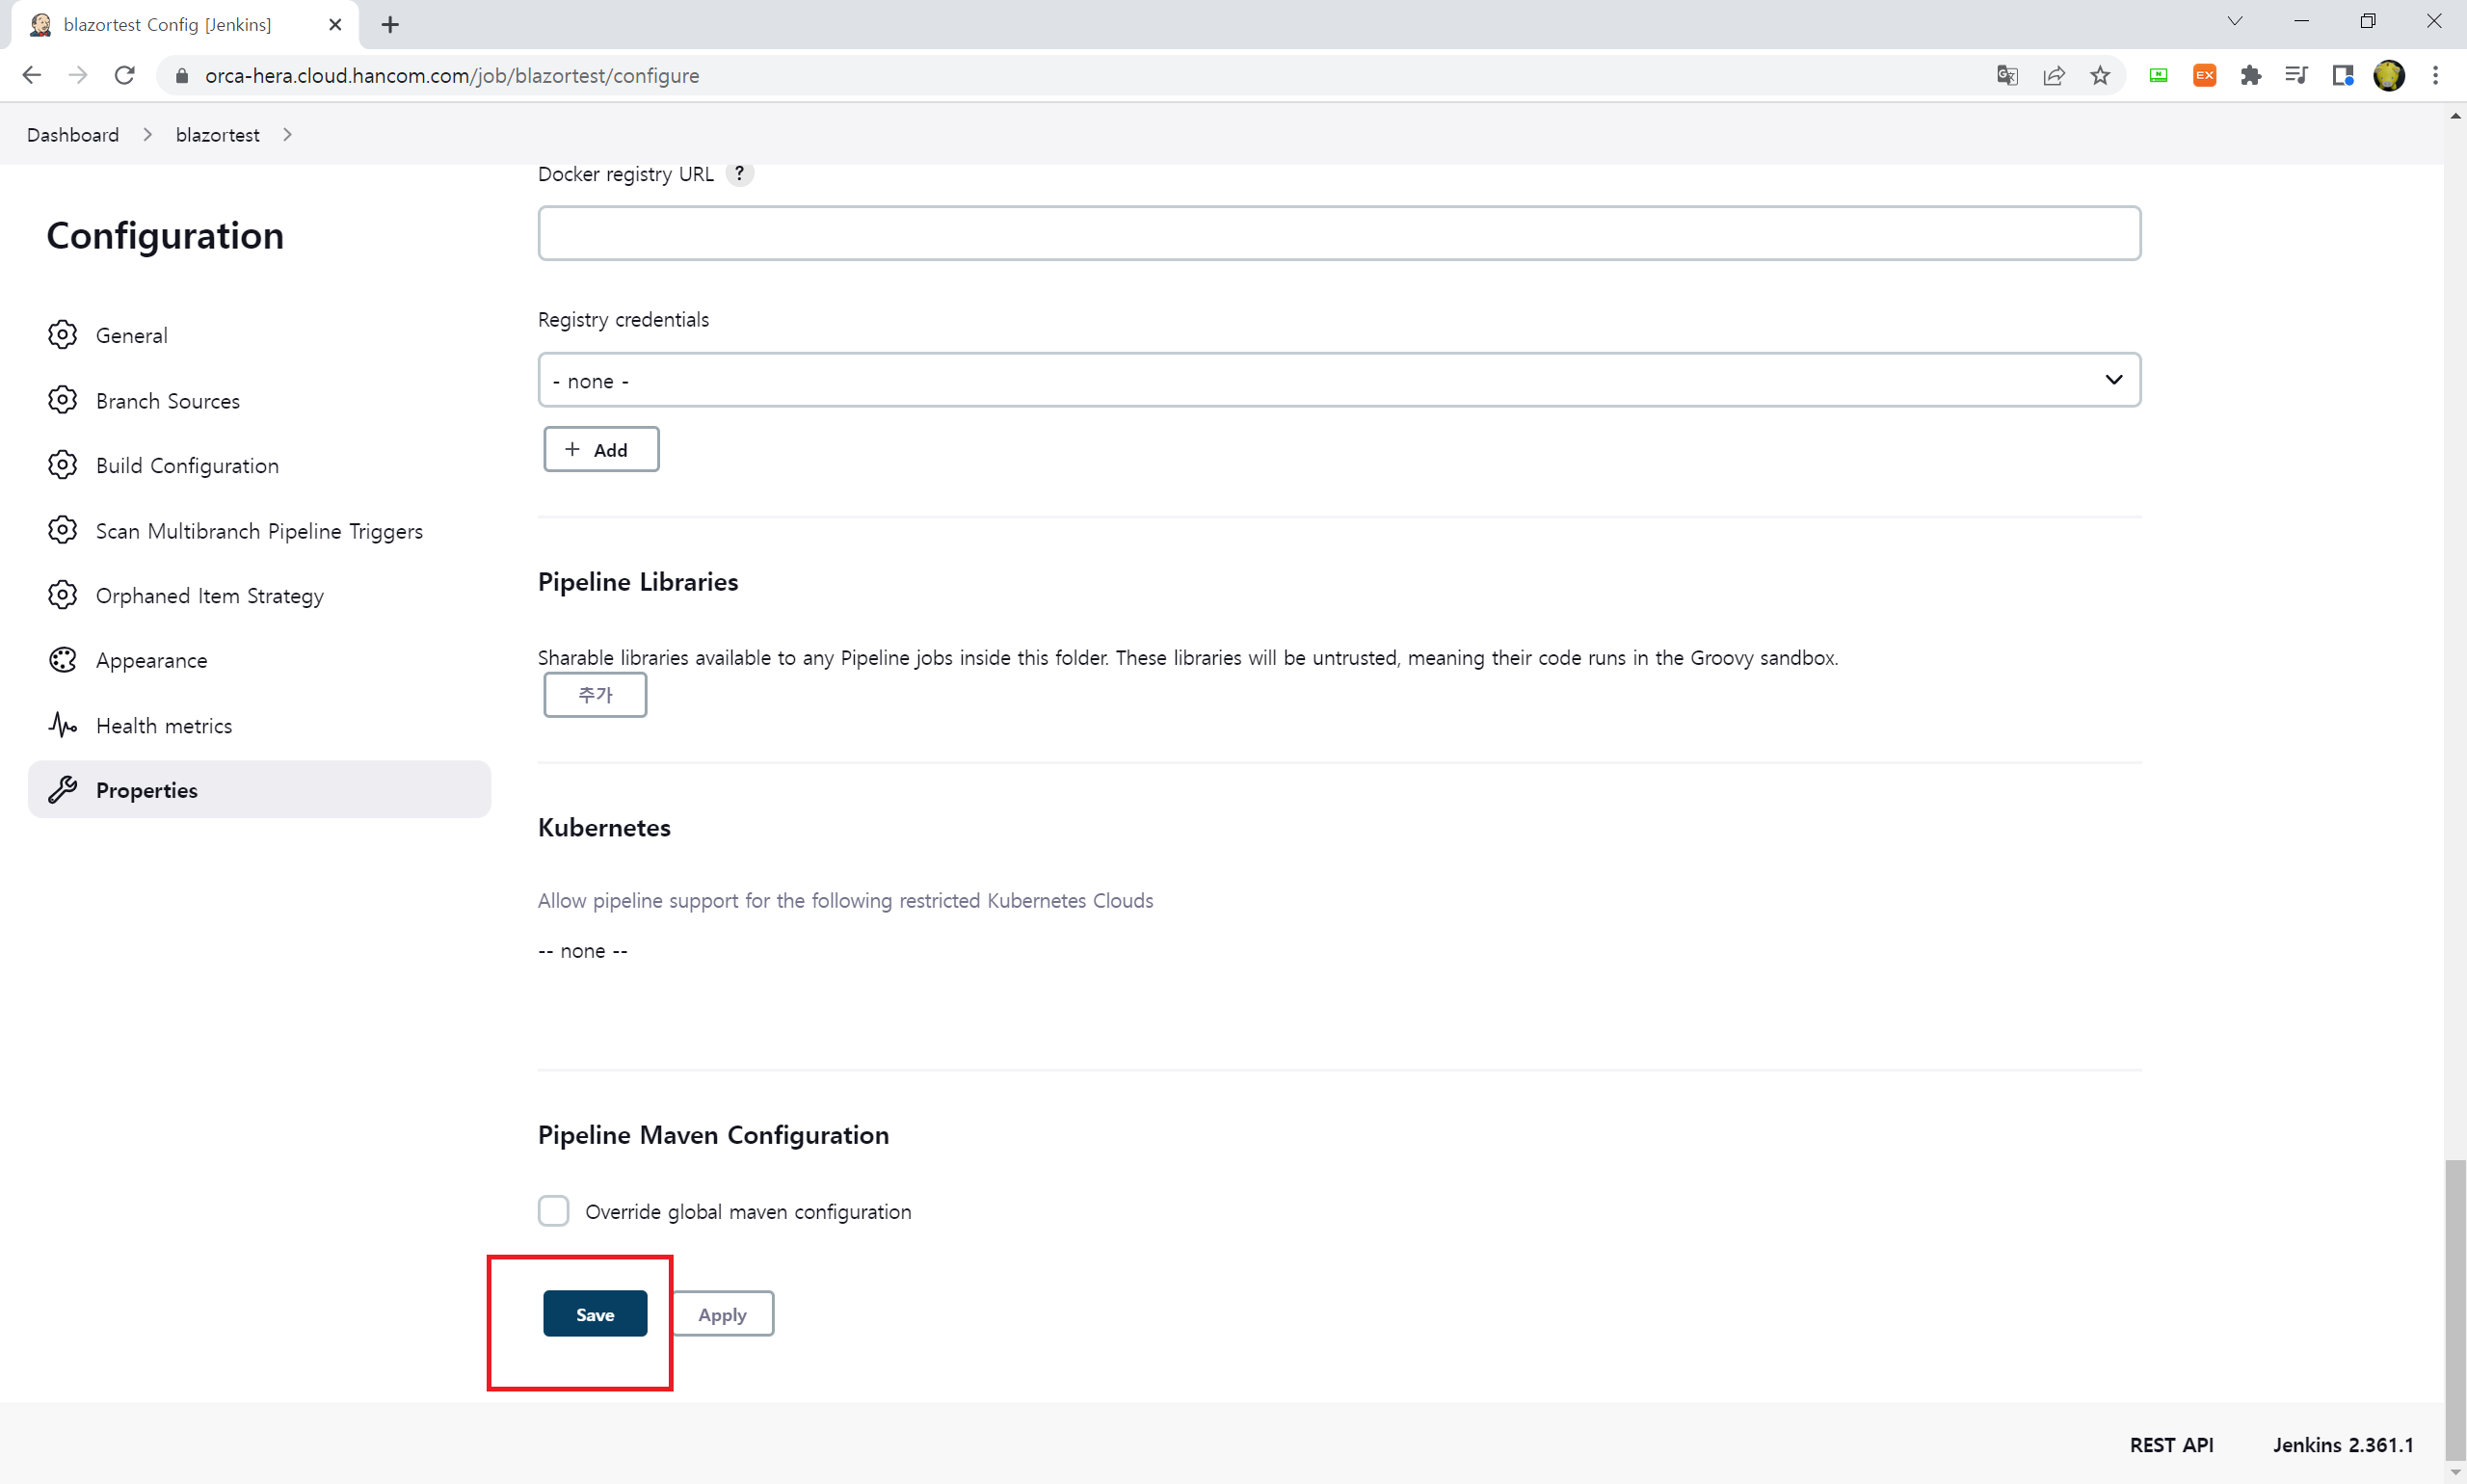 blazortest Config [Jenkins]
orca-hera.cloud.hancom.com/job/blazortest/configure
EX
Dashboard
blazortest
Configuration
General
Branch Sources
Build Configuration
Scan Multibranch Pipeline Triggers
Orphaned Item Strategy
Appearance
Health metrics
Properties
Docker registry URL ?
Registry credentials
- none -
+ Add
Pipeline Libraries
Sharable libraries available to any Pipeline jobs inside this folder. These libraries will be untrusted, meaning their code runs in the Groovy sandbox.
추가
Kubernetes
Allow pipeline support for the following restricted Kubernetes Clouds
-- none --
Pipeline Maven Configuration
Override global maven configuration
Save
Apply
REST API
Jenkins 2.361.1